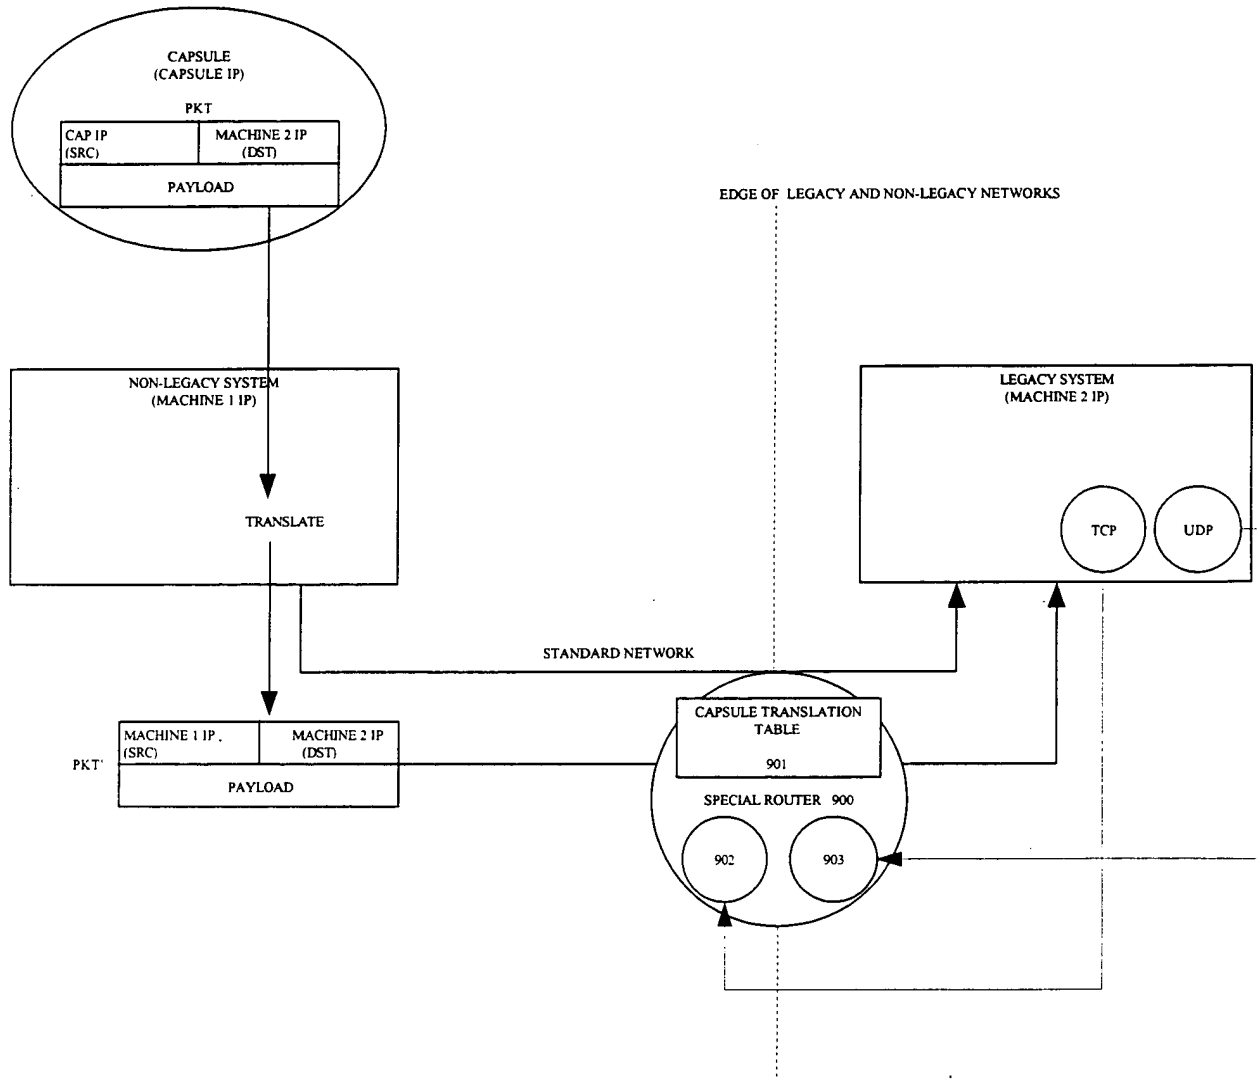 CAPSULE
(CAPSULE IP)
PKT
CAP IP
(SRC)
MACHINE 2 IP
(DST)
PAYLOAD
EDGE OF LEGACY AND NON-LEGACY NETWORKS
NON-LEGACY SYSTEM
(MACHINE 1 IP)
TRANSLATE
LEGACY SYSTEM
(MACHINE 2 IP)
TCP
UDP
STANDARD NETWORK
PKT'
MACHINE 1 IP
(SRC)
MACHINE 2 IP
(DST)
PAYLOAD
CAPSULE TRANSLATION
TABLE
901
SPECIAL ROUTER 900
902
903